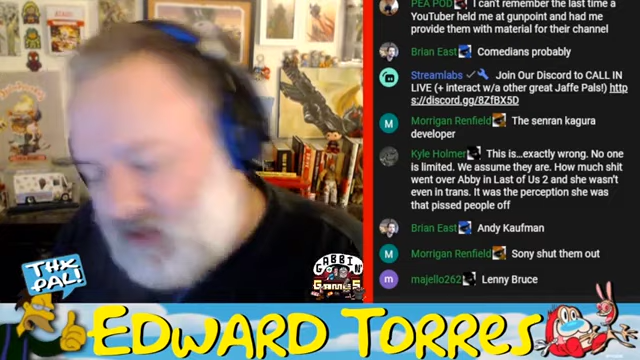 PEA POD I can't remember the last time a
YouTuber held me at gunpoint and had me
provide them with material for their channel
Brian East Comedians probably
Streamlabs Join Our Discord to CALL IN
LIVE (+ interact w/a other great Jaffe Pals!) http
s://discord.gg/8ZfBX5D
M Morrigan Renfield The senran kagura
developer
Kyle Holmer This is...exactly wrong. No one
is limited. We assume they are. How much shit
went over Abby in Last of Us 2 and she wasn't
even in trans. It was the perception she was
that pissed people off
Brian East Andy Kaufman
M Morrigan Renfield Sony shut them out
m majello262 Lenny Bruce
GABBIN'
GAMES
THX
PAL!
EDWARD TORRES